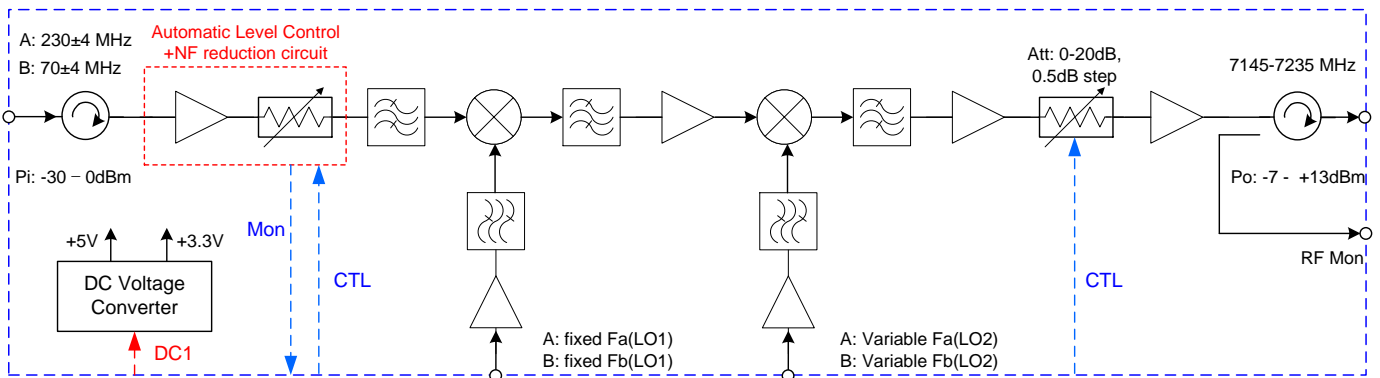 A: 230±4 MHz
B: 70±4 MHz
Automatic Level Control
+NF reduction circuit
Att: 0-20dB,
0.5dB step
7145-7235 MHz
Pi: -30 – 0dBm
Po: -7 - +13dBm
Mon
CTL
+5V
+3.3V
DC Voltage
Converter
DC1
RF Mon
CTL
A: fixed Fa(LO1)
B: fixed Fb(LO1)
A: Variable Fa(LO2)
B: Variable Fb(LO2)